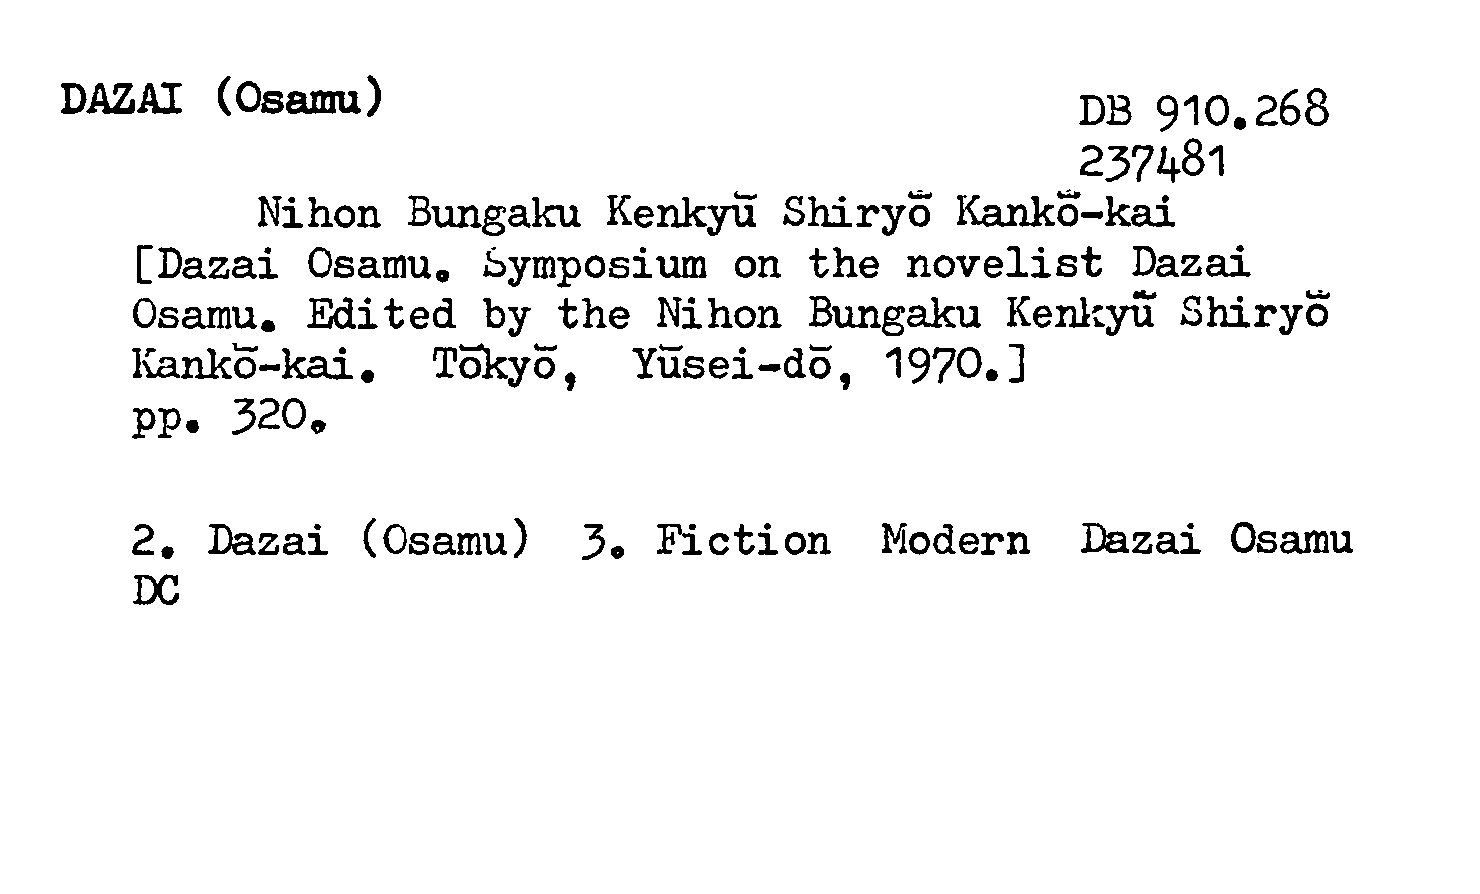 DAZAI (Osamu)
DB 910.268
237481
Nihon Bungaku Kenkyū Shiryō Kankō-kai
[Dazai Osamu. Symposium on the novelist Dazai
Osamu. Edited by the Nihon Bungaku Kenkyū Shiryō
Kankō-kai. Tōkyō, Yūsei-dō, 1970.]
pp. 320.
2. Dazai (Osamu) 3. Fiction Modern Dazai Osamu
DC